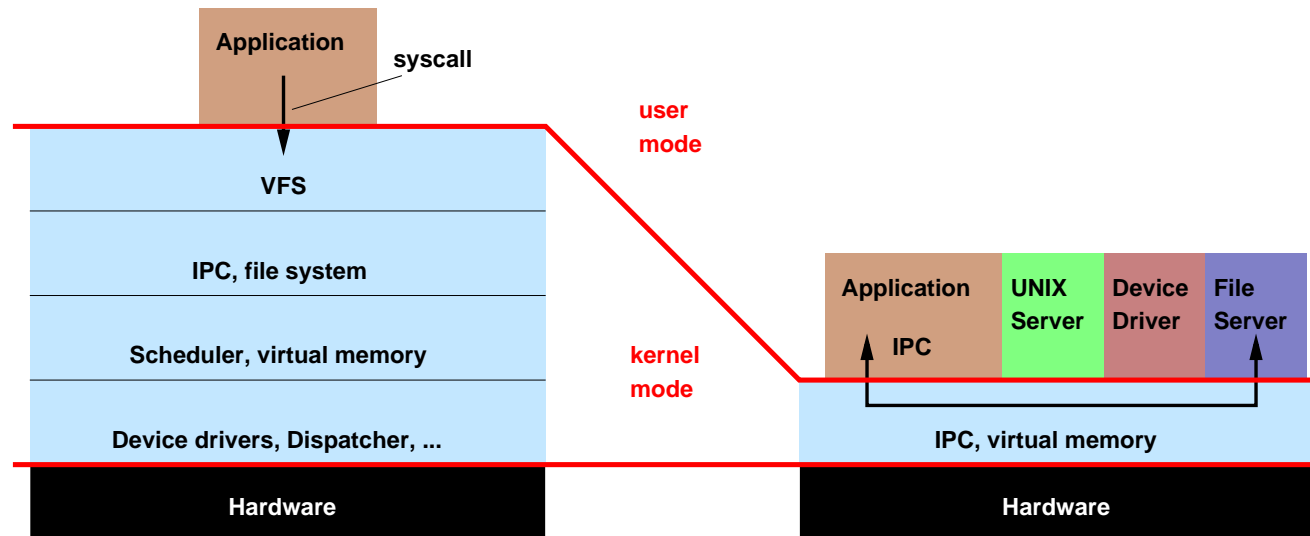 Application
syscall
VFS
IPC, file system
Scheduler, virtual memory
Device drivers, Dispatcher, ...
Hardware
user
mode
kernel
mode
Application
IPC
UNIX
Server
Device
Driver
File
Server
IPC, virtual memory
Hardware